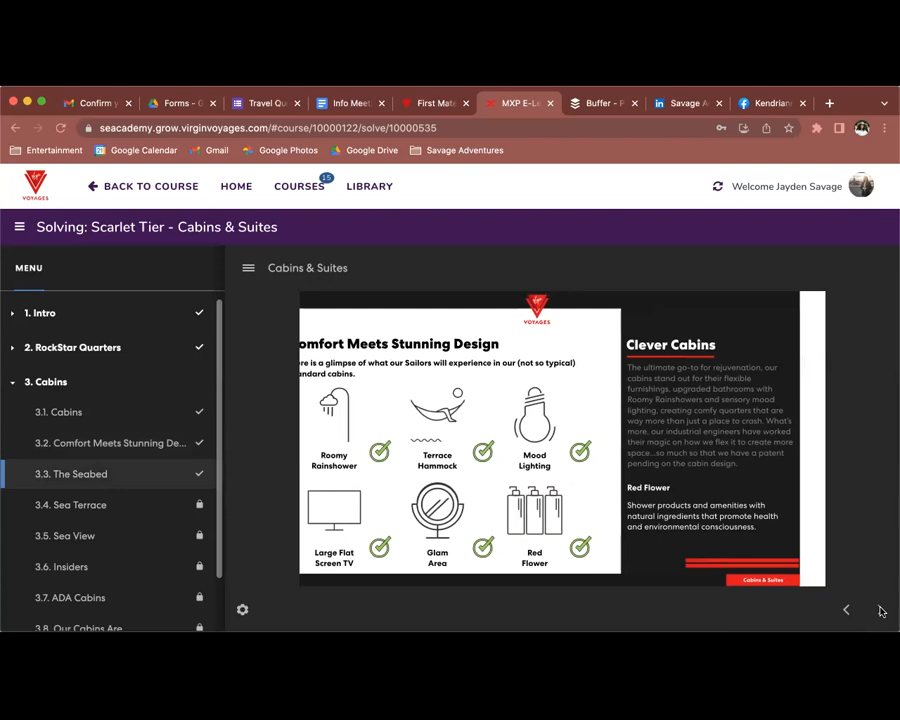 Confirm y
Forms - G
Travel Qu
Info Meet
First Mate
MXP E-Le
Buffer - P
Savage A
Kendrian
seacademy.grow.virginvoyages.com/#course/10000122/solve/10000535
Entertainment
Google Calendar
Gmail
Google Photos
Google Drive
Savage Adventures
VOYAGES
BACK TO COURSE
HOME
COURSES
15
LIBRARY
Welcome Jayden Savage
Solving: Scarlet Tier - Cabins & Suites
MENU
Cabins & Suites
1. Intro
2. RockStar Quarters
3. Cabins
3.1. Cabins
3.2. Comfort Meets Stunning De...
3.3. The Seabed
3.4. Sea Terrace
3.5. Sea View
3.6. Insiders
3.7. ADA Cabins
3.8. Our Cabins Are
VOYAGES
omfort Meets Stunning Design
ere is a glimpse of what our Sailors will experience in our (not so typical)
andard cabins.
Roomy
Rainshower
Terrace
Hammock
Mood
Lighting
Large Flat
Screen TV
Glam
Area
Red
Flower
Clever Cabins
The ultimate go-to for rejuvenation, our
cabins stand out for their flexible
furnishings, upgraded bathrooms with
Roomy Rainshowers and sensory mood
lighting, creating comfy quarters that are
way more than just a place to crash. What's
more, our industrial engineers have worked
their magic on how we flex it to create more
space...so much so that we have a patent
pending on the cabin design.
Red Flower
Shower products and amenities with
natural ingredients that promote health
and environmental consciousness.
Cabins & Suites